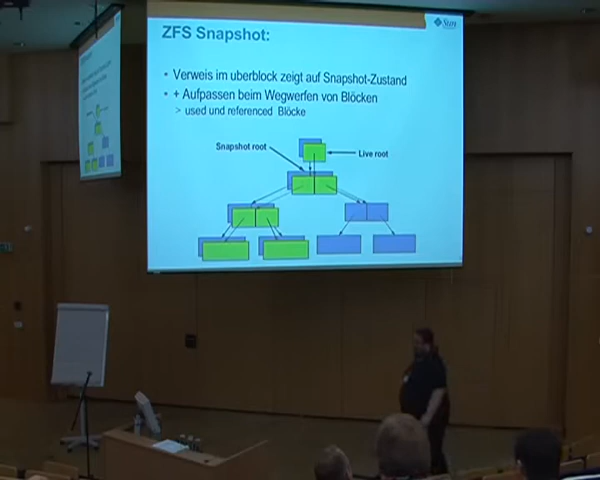 ZFS Snapshot:
Sun
• Verweis im uberblock zeigt auf Snapshot-Zustand
• + Aufpassen beim Wegwerfen von Blöcken
> used und referenced Blöcke
Snapshot root
Live root